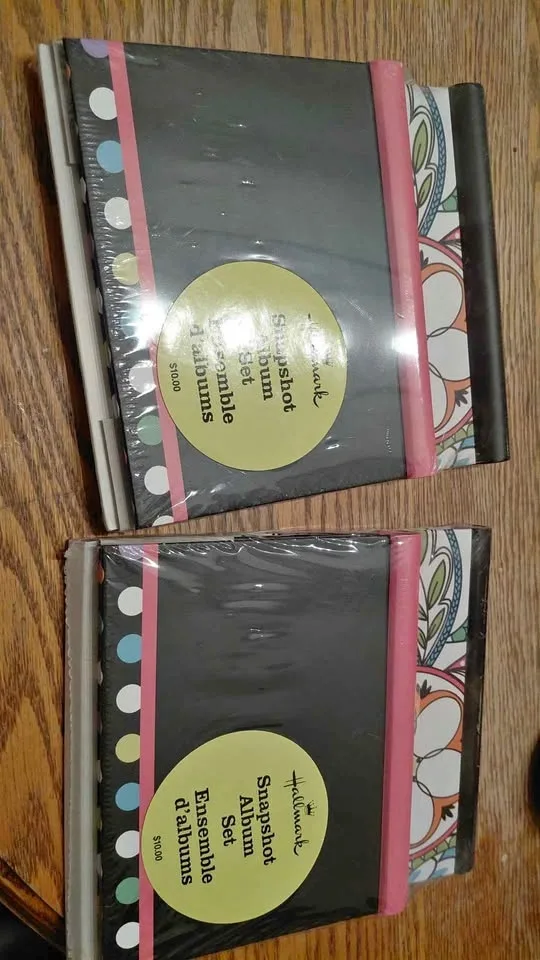 Hallmark
Snapshot
Album
Set
Ensemble
d'albums
$10.00
Hallmark
Snapshot
Album
Set
Ensemble
d'albums
$10.00